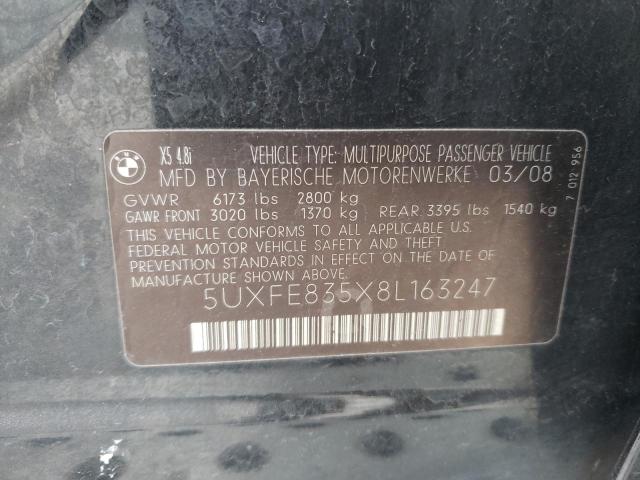 BMW
X5 4.8i VEHICLE TYPE: MULTIPURPOSE PASSENGER VEHICLE
MFD BY BAYERISCHE MOTORENWERKE 03/08
GVWR 6173 lbs 2800 kg
GAWR FRONT 3020 lbs 1370 kg REAR 3395 lbs 1540 kg
THIS VEHICLE CONFORMS TO ALL APPLICABLE U.S.
FEDERAL MOTOR VEHICLE SAFETY AND THEFT
PREVENTION STANDARDS IN EFFECT ON THE DATE OF
MANUFACTURE SHOWN ABOVE.
5UXFE835X8L163247
7 012 956